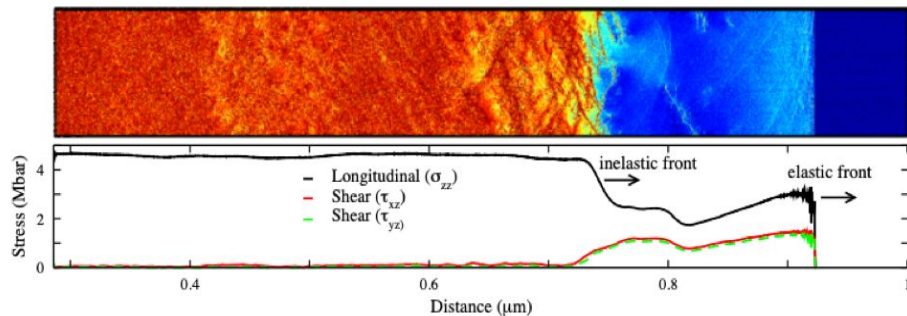 4
2
0
Stress (Mbar)
Longitudinal (σzz)
Shear (τxz)
Shear (τyz)
inelastic front
elastic front
0.4
0.6
0.8
1
Distance (μm)